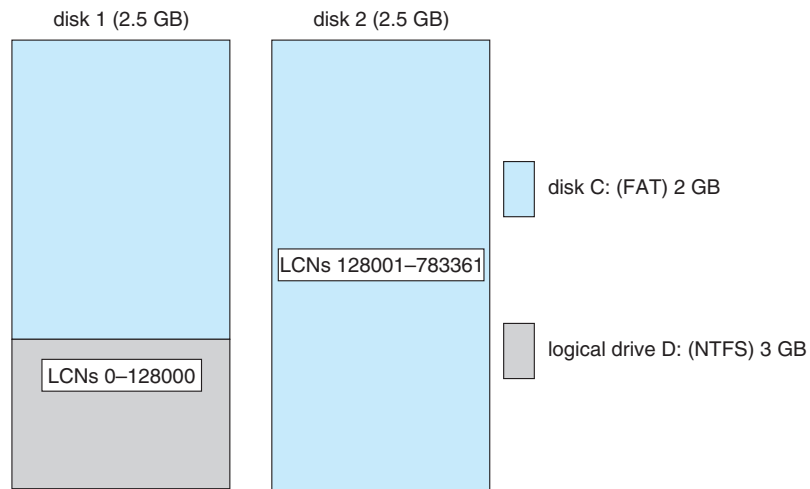 disk 1 (2.5 GB)
disk 2 (2.5 GB)
disk C: (FAT) 2 GB
LCNs 128001–783361
logical drive D: (NTFS) 3 GB
LCNs 0–128000